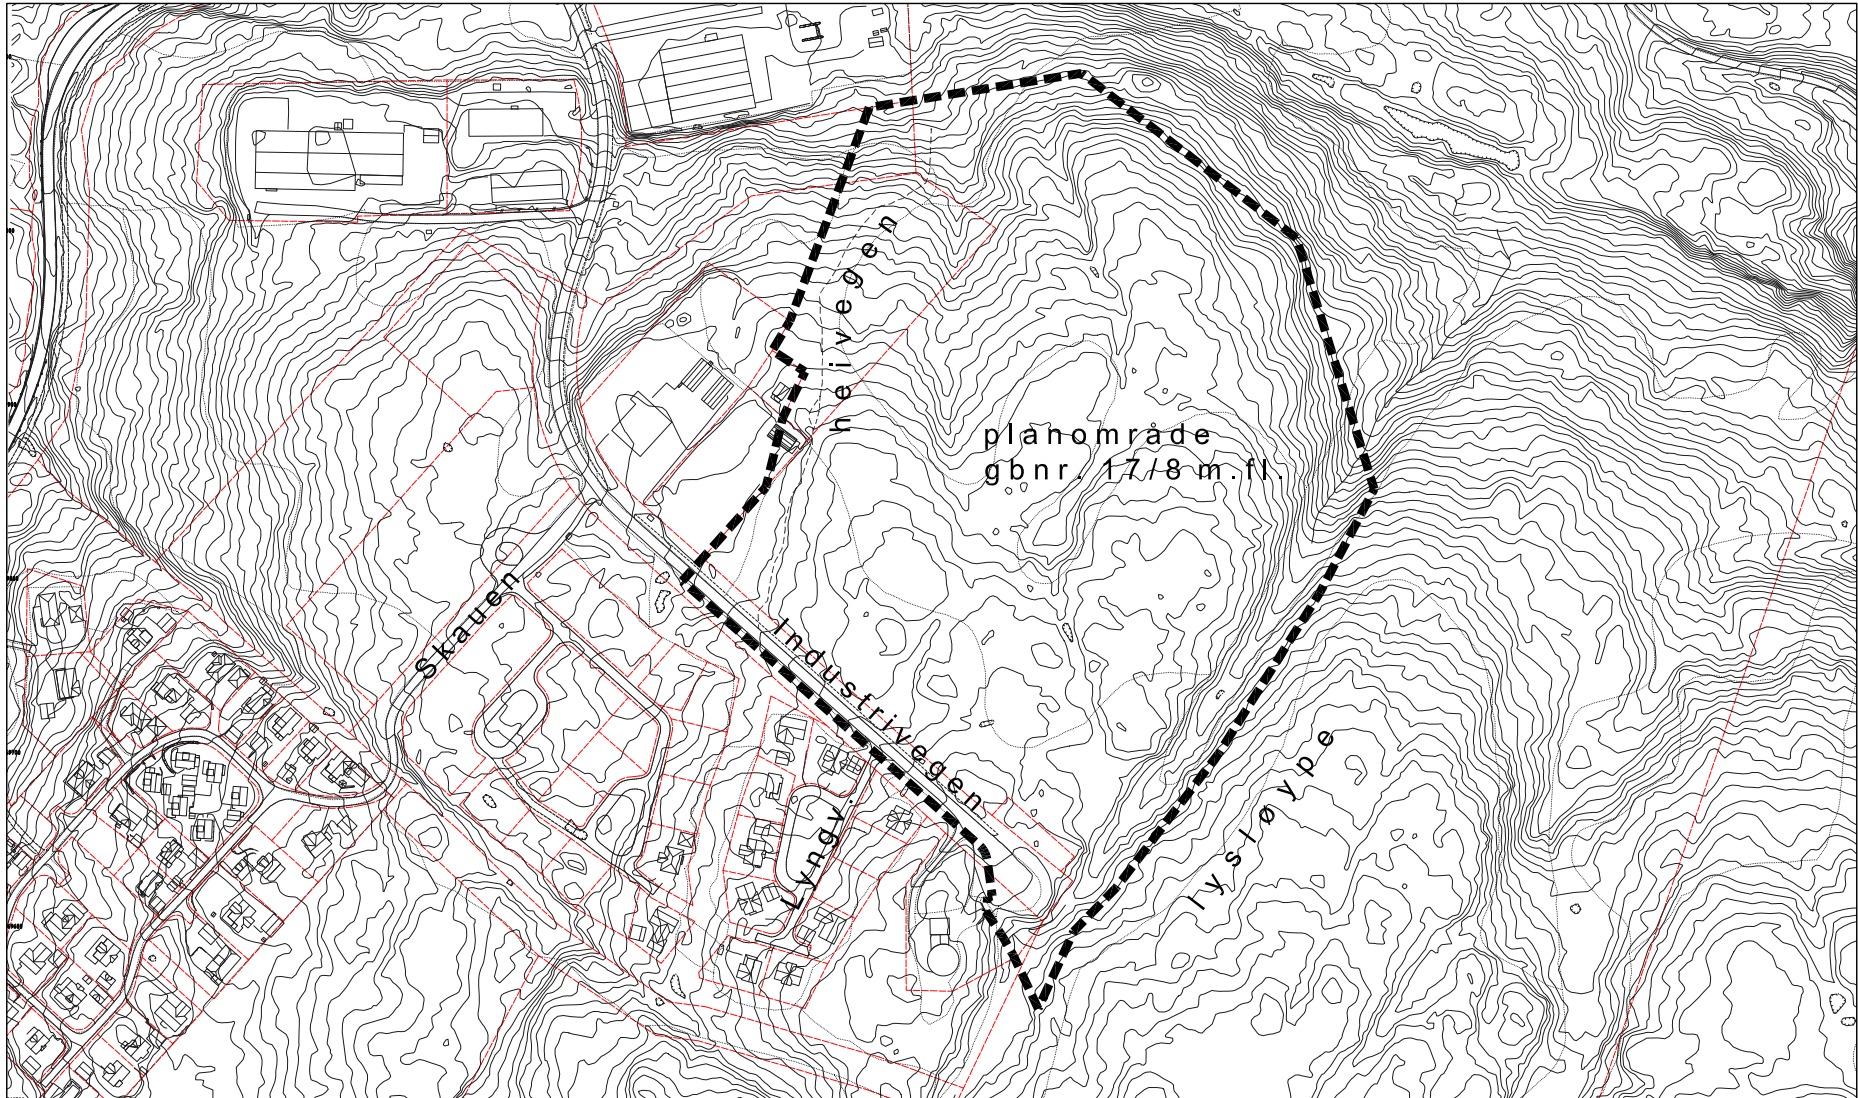 heivegen
planområde
gbnr. 17/8 m.fl.
Skauen
Industrivegen
Lyngv.
lysløype